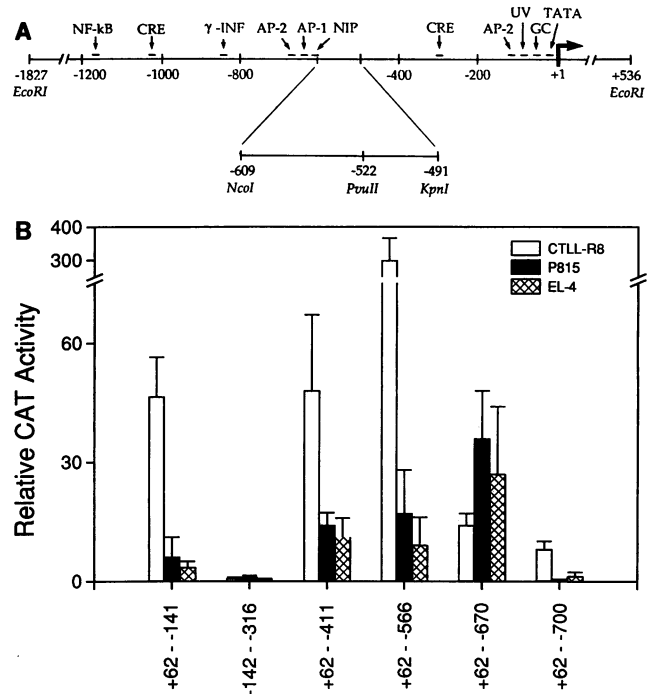 A
NF-kB CRE γ-INF AP-2 AP-1 NIP CRE AP-2 UV GC TATA
-1827 -1200 -1000 -800 -400 -200 +1 +536
EcoRI EcoRI
-609 -522 -491
NcoI PvuII KpnI
B
400
300
60
30
0
Relative CAT Activity
CTLL-R8
P815
EL-4
+62 - -141
-142 - -316
+62 - -411
+62 - -566
+62 - -670
+62 - -700